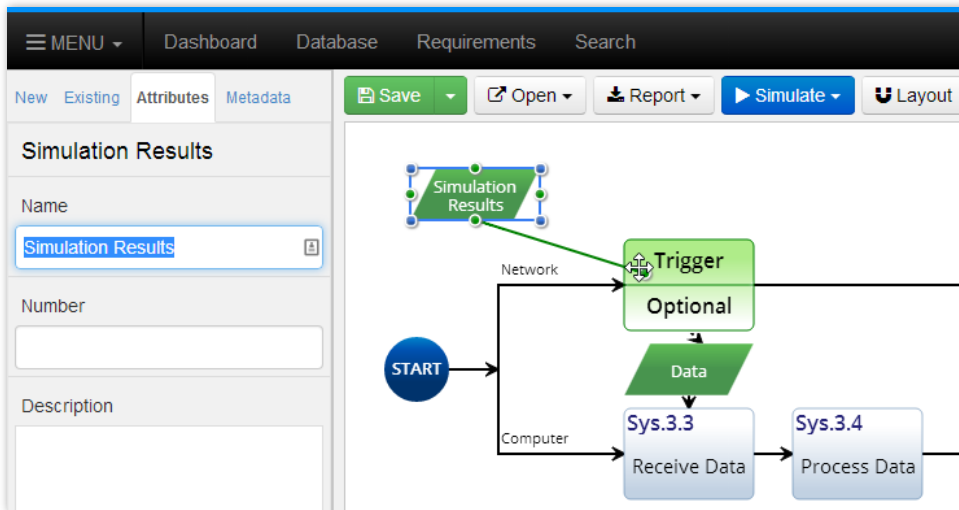 MENU Dashboard Database Requirements Search
New Existing Attributes Metadata
Save Open Report Simulate Layout
Simulation Results
Name
Simulation Results
Number
Description
Simulation
Results
Network
Trigger
Optional
START
Data
Computer
Sys.3.3
Receive Data
Sys.3.4
Process Data